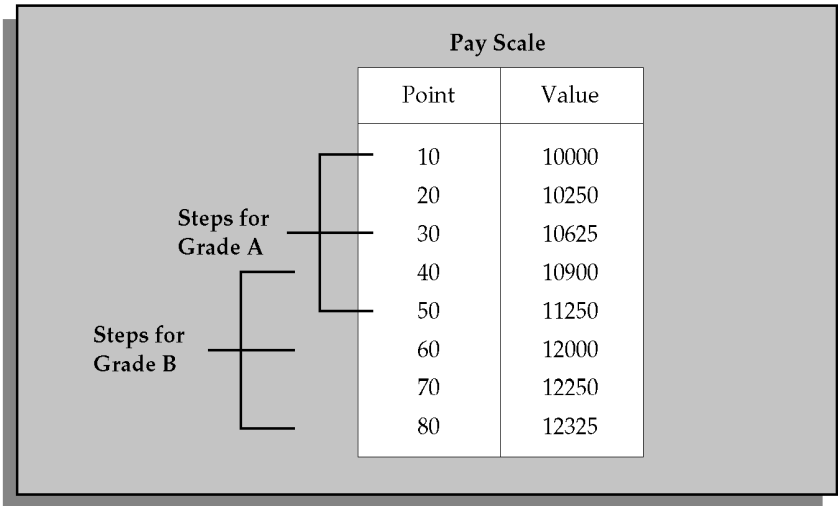 Pay Scale
Point Value
10 10000
20 10250
Steps for
Grade A
30 10625
40 10900
50 11250
Steps for
Grade B
60 12000
70 12250
80 12325